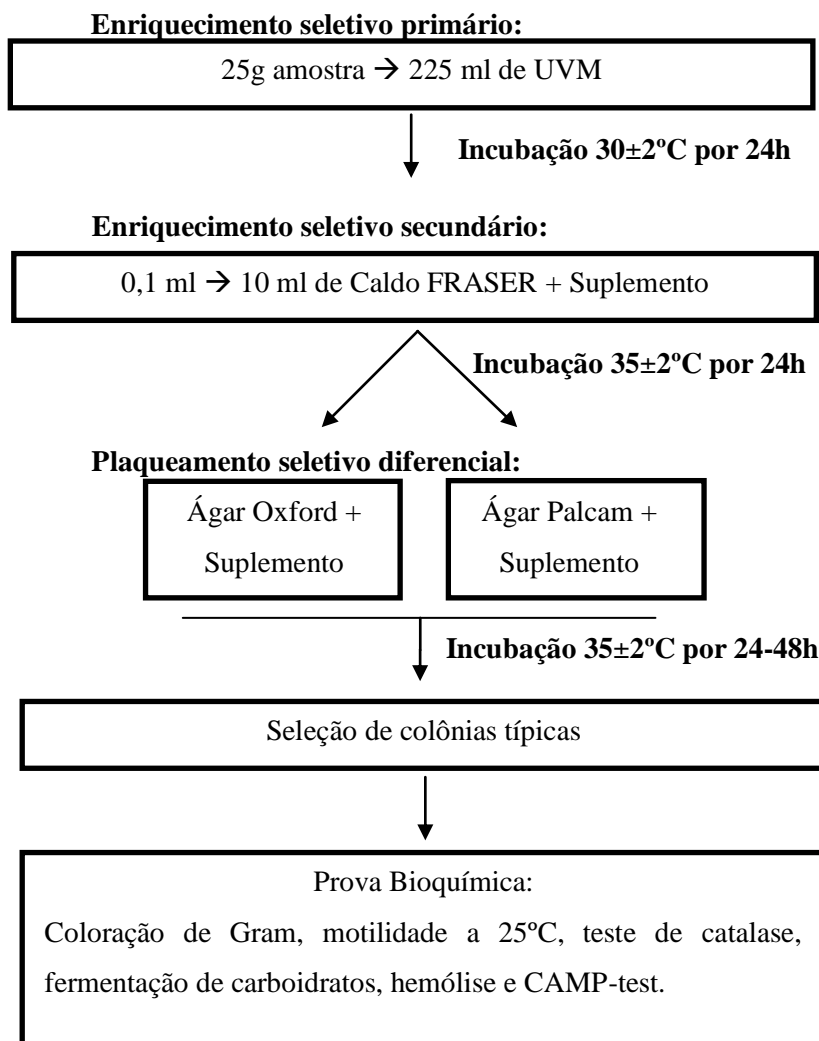 Enriquecimento seletivo primário:
25g amostra → 225 ml de UVM
Incubação 30±2ºC por 24h
Enriquecimento seletivo secundário:
0,1 ml → 10 ml de Caldo FRASER + Suplemento
Incubação 35±2ºC por 24h
Plaqueamento seletivo diferencial:
Ágar Oxford +
Suplemento
Ágar Palcam +
Suplemento
Incubação 35±2ºC por 24-48h
Seleção de colônias típicas
Prova Bioquímica:
Coloração de Gram, motilidade a 25ºC, teste de catalase,
fermentação de carboidratos, hemólise e CAMP-test.